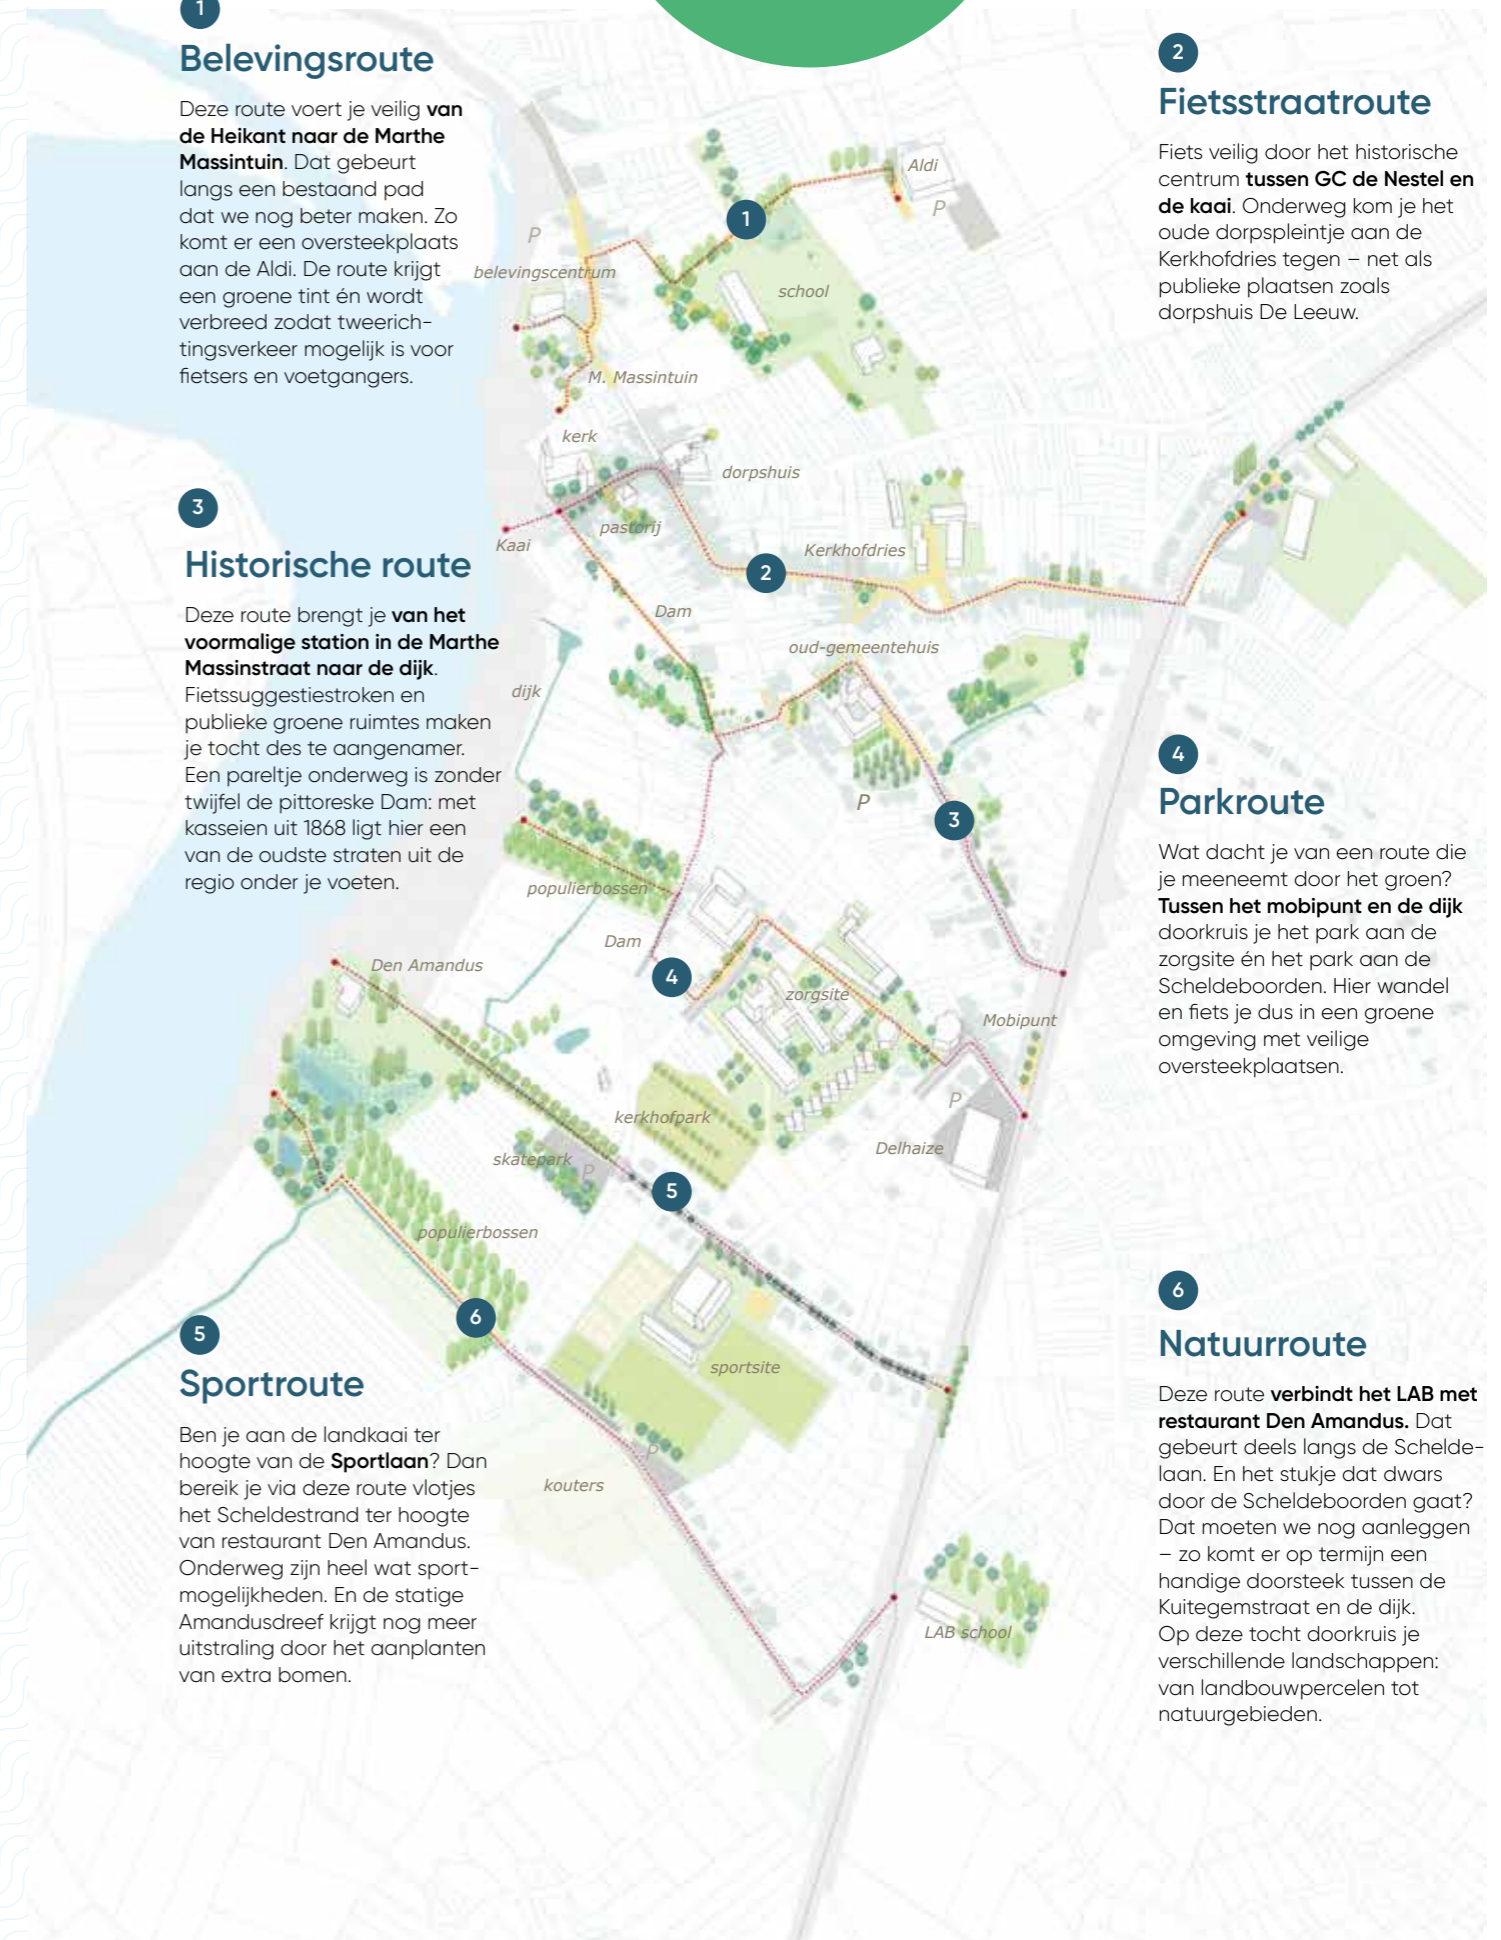 1
Belevingsroute
Deze route voert je veilig van
de Heikant naar de Marthe
Massintuin. Dat gebeurt
langs een bestaand pad
dat we nog beter maken. Zo
komt er een oversteekplaats
aan de Aldi. De route krijgt
een groene tint én wordt
verbreed zodat tweerich-
tingsverkeer mogelijk is voor
fietsers en voetgangers.
2
Fietsstraatroute
Fiets veilig door het historische
centrum tussen GC de Nestel en
de kaai. Onderweg kom je het
oude dorpspleintje aan de
Kerkhofdries tegen – net als
publieke plaatsen zoals
dorpshuis De Leeuw.
3
Historische route
Deze route brengt je van het
voormalige station in de Marthe
Massinstraat naar de dijk.
Fietssuggestiestroken en
publieke groene ruimtes maken
je tocht des te aangenamer.
Een pareltje onderweg is zonder
twijfel de pittoreske Dam: met
kasseien uit 1868 ligt hier een
van de oudste straten uit de
regio onder je voeten.
4
Parkroute
Wat dacht je van een route die
je meeneemt door het groen?
Tussen het mobipunt en de dijk
doorkruis je het park aan de
zorgsite én het park aan de
Scheldeboorden. Hier wandel
en fiets je dus in een groene
omgeving met veilige
oversteekplaatsen.
5
Sportroute
Ben je aan de landkaai ter
hoogte van de Sportlaan? Dan
bereik je via deze route vlotjes
het Scheldestrand ter hoogte
van restaurant Den Amandus.
Onderweg zijn heel wat sport-
mogelijkheden. En de statige
Amandusdreef krijgt nog meer
uitstraling door het aanplanten
van extra bomen.
6
Natuurroute
Deze route verbindt het LAB met
restaurant Den Amandus. Dat
gebeurt deels langs de Schelde-
laan. En het stukje dat dwars
door de Scheldeboorden gaat?
Dat moeten we nog aanleggen
– zo komt er op termijn een
handige doorsteek tussen de
Kuitegemstraat en de dijk.
Op deze tocht doorkruis je
verschillende landschappen:
van landbouwpercelen tot
natuurgebieden.
Aldi
P
1
P
belevingscentrum
school
M. Massintuin
kerk
dorpshuis
pastorij
Kaai
Kerkhofdries
2
Dam
oud-gemeentehuis
dijk
P
3
populierbossen
Dam
Den Amandus
4
zorgsite
Mobipunt
P
kerkhofpark
Delhaize
skatepark
P
5
populierbossen
6
sportsite
P
kouters
LAB school